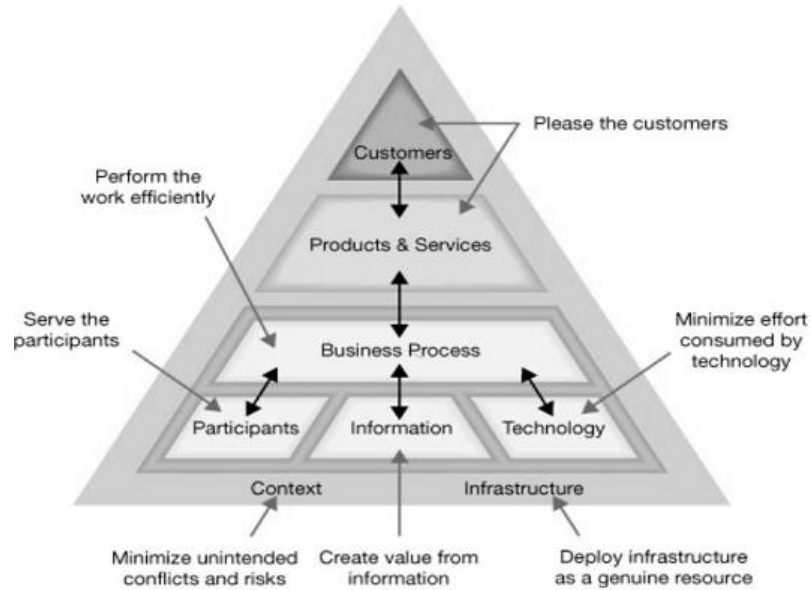 Please the customers
Customers
Perform the
work efficiently
Products & Services
Serve the
participants
Minimize effort
consumed by
technology
Business Process
Participants
Information
Technology
Context
Infrastructure
Minimize unintended
conflicts and risks
Create value from
information
Deploy infrastructure
as a genuine resource